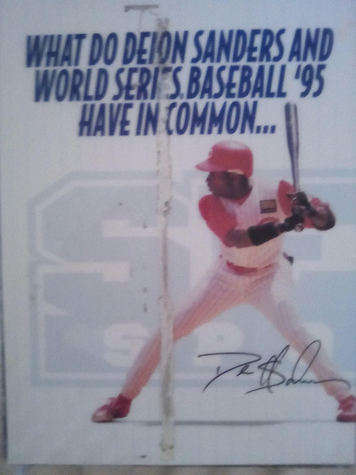 WHAT DO DEION SANDERS AND
WORLD SERIES BASEBALL '95
HAVE IN COMMON...